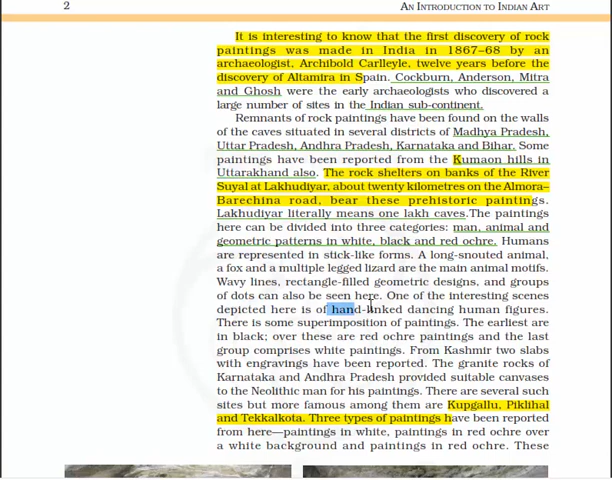 2
AN INTRODUCTION TO INDIAN ART
It is interesting to know that the first discovery of rock
paintings was made in India in 1867–68 by an
archaeologist, Archibold Carlleyle, twelve years before the
discovery of Altamira in Spain. Cockburn, Anderson, Mitra
and Ghosh were the early archaeologists who discovered a
large number of sites in the Indian sub-continent.
Remnants of rock paintings have been found on the walls
of the caves situated in several districts of Madhya Pradesh,
Uttar Pradesh, Andhra Pradesh, Karnataka and Bihar. Some
paintings have been reported from the Kumaon hills in
Uttarakhand also. The rock shelters on banks of the River
Suyal at Lakhudiyar, about twenty kilometres on the Almora–
Barechina road, bear these prehistoric paintings.
Lakhudiyar literally means one lakh caves.The paintings
here can be divided into three categories: man, animal and
geometric patterns in white, black and red ochre. Humans
are represented in stick-like forms. A long-snouted animal,
a fox and a multiple legged lizard are the main animal motifs.
Wavy lines, rectangle-filled geometric designs, and groups
of dots can also be seen here. One of the interesting scenes
depicted here is of hand-linked dancing human figures.
There is some superimposition of paintings. The earliest are
in black; over these are red ochre paintings and the last
group comprises white paintings. From Kashmir two slabs
with engravings have been reported. The granite rocks of
Karnataka and Andhra Pradesh provided suitable canvases
to the Neolithic man for his paintings. There are several such
sites but more famous among them are Kupgallu, Piklihal
and Tekkalkota. Three types of paintings have been reported
from here—paintings in white, paintings in red ochre over
a white background and paintings in red ochre. These